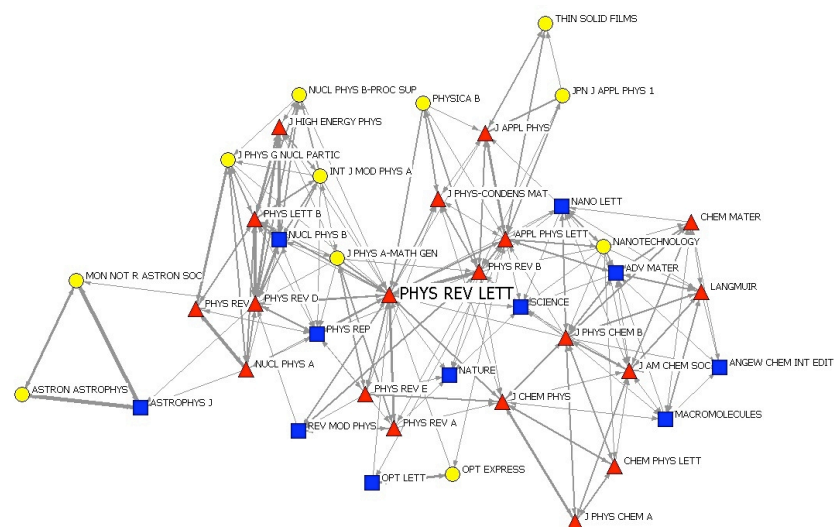 THIN SOLID FILMS
NUCL PHYS B-PROC SUP
PHYSICA B
JPN J APPL PHYS 1
J HIGH ENERGY PHYS
J APPL PHYS
J PHYS G NUCL PARTIC
INT J MOD PHYS A
J PHYS-CONDENS MAT
NANO LETT
PHYS LETT B
CHEM MATER
NUCL PHYS B
APPL PHYS LETT
NANOTECHNOLOGY
J PHYS A-MATH GEN
PHYS REV B
ADV MATER
MON NOT R ASTRON SOC
LANGMUIR
PHYS REV LETT
PHYS REV
PHYS REV D
SCIENCE
PHYS REP
J PHYS CHEM B
NUCL PHYS A
NATURE
J AM CHEM SOC
ANGEW CHEM INT EDIT
ASTRON ASTROPHYS
PHYS REV E
J CHEM PHYS
ASTROPHYS J
MACROMOLECULES
REV MOD PHYS
PHYS REV A
CHEM PHYS LETT
OPT LETT
OPT EXPRESS
J PHYS CHEM A